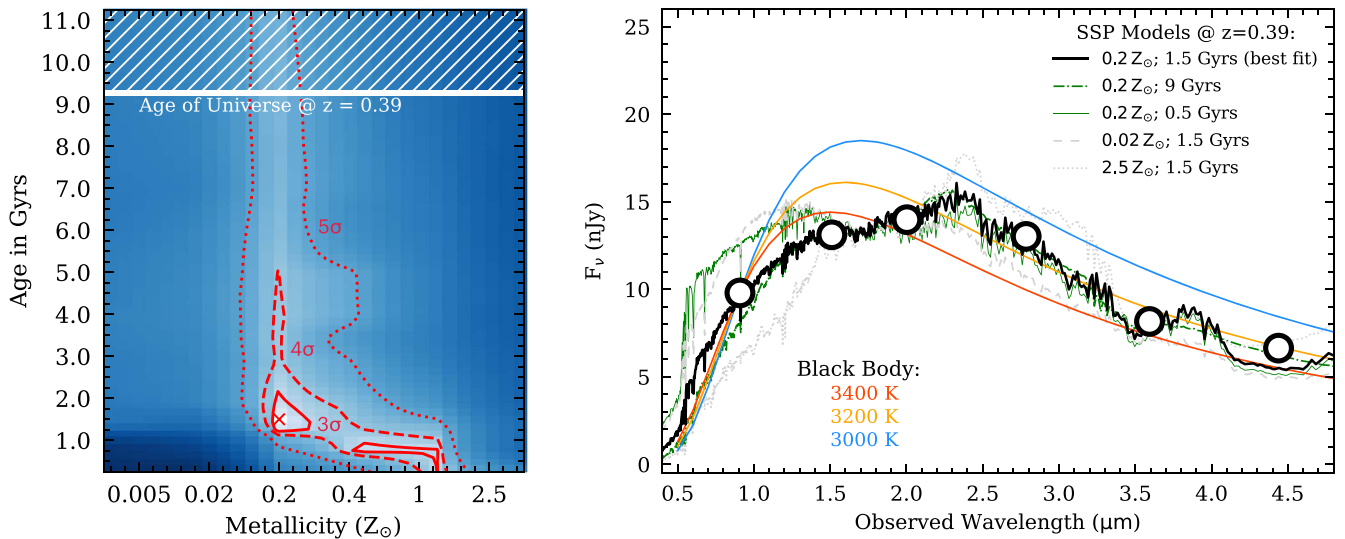 11.0
10.0
9.0
8.0
7.0
6.0
5.0
4.0
3.0
2.0
1.0
Age in Gyrs
Age of Universe @ z = 0.39
5σ
4σ
3σ
0.005 0.02 0.2 0.4 1 2.5
Metallicity (Z⊙)
25
20
15
10
5
0
Fν (nJy)
SSP Models @ z=0.39:
0.2 Z⊙; 1.5 Gyrs (best fit)
0.2 Z⊙; 9 Gyrs
0.2 Z⊙; 0.5 Gyrs
0.02 Z⊙; 1.5 Gyrs
2.5 Z⊙; 1.5 Gyrs
Black Body:
3400 K
3200 K
3000 K
0.5 1.0 1.5 2.0 2.5 3.0 3.5 4.0 4.5
Observed Wavelength (μm)